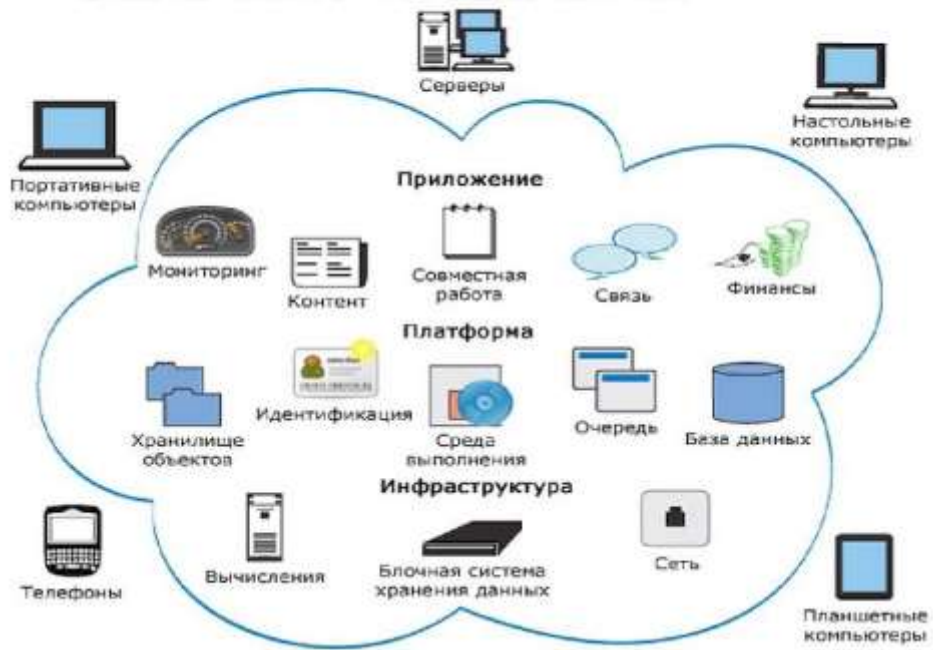 Серверы
Настольные
компьютеры
Портативные
компьютеры
Приложение
Мониторинг
Контент
Совместная
работа
Связь
Финансы
Платформа
Хранилище
объектов
Идентификация
Среда
выполнения
Очередь
База данных
Инфраструктура
Телефоны
Вычисления
Блочная система
хранения данных
Сеть
Планшетные
компьютеры